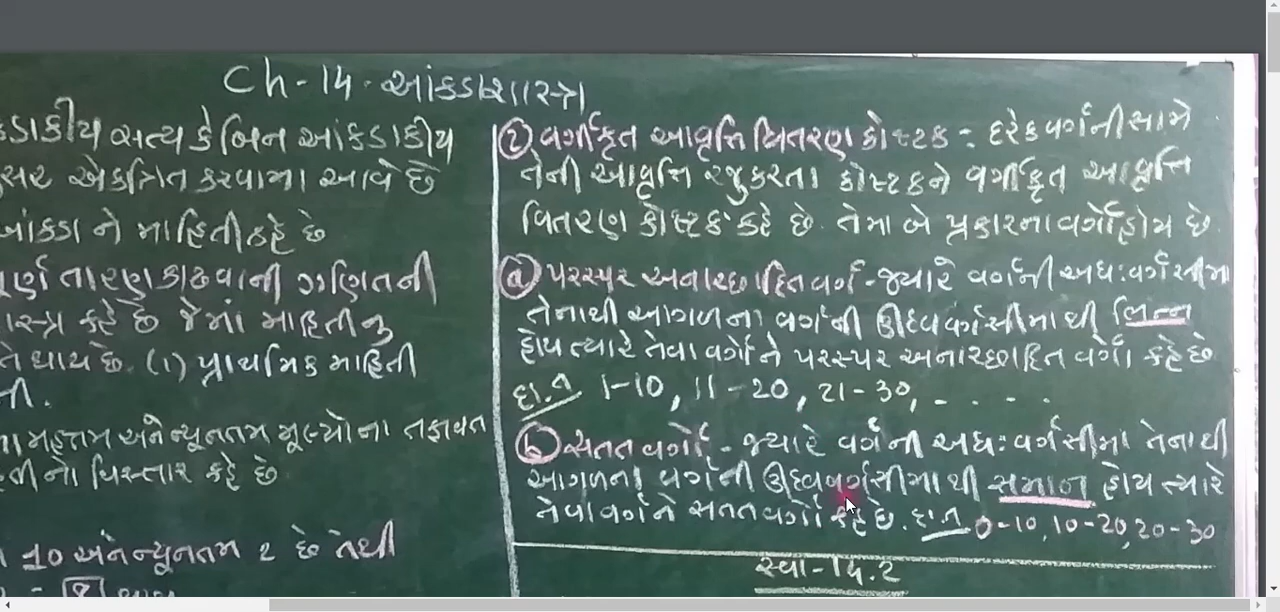 Ch-14. આંકડાશાસ્ત્ર
ડાકીય સત્ય કે બિન આંકડાકીય
સર એકત્રિત કરવામા આવે છે
આંકડા ને માહિતી કહે છે
ર્ણ તારણ કાઢવાની ગણિતની
સ્ત્ર કહે છે જેમાં માહિતીનુ
તે થાય છે. (1) પ્રાથમિક માહિતી
ની.
મહત્તમ અને ન્યૂનતમ મૂલ્યોના તફાવત
નો વિસ્તાર કહે છે
10 અને ન્યૂનતમ 2 છે તેથી
= 8
② વર્ગીકૃત આવૃત્તિ વિતરણ કોષ્ટક : દરેક વર્ગની સામે
તેની આવૃત્તિ રજુ કરતા કોષ્ટકને વર્ગીકૃત આવૃત્તિ
વિતરણ કોષ્ટક કહે છે. તેમા બે પ્રકારના વર્ગો હોય છે.
ⓐ પરસ્પર અનાચ્છાહિત વર્ગ - જ્યારે વર્ગની અધઃવર્ગસીમા
તેનાથી આગળના વર્ગની ઊર્ધ્વવર્ગસીમાથી ભિન્ન
હોય ત્યારે તેવા વર્ગોને પરસ્પર અનાચ્છાહિત વર્ગો કહે છે
દા.ત 1-10, 11-20, 21-30, - . - . .
ⓑ સતત વર્ગો - જ્યારે વર્ગની અધઃવર્ગસીમા તેનાથી
આગળના વર્ગની ઊર્ધ્વવર્ગસીમાથી સમાન હોય ત્યારે
તેવા વર્ગને સતત વર્ગો કહે છે. દા.ત 0-10, 10-20, 20-30
સ્વા-14.2